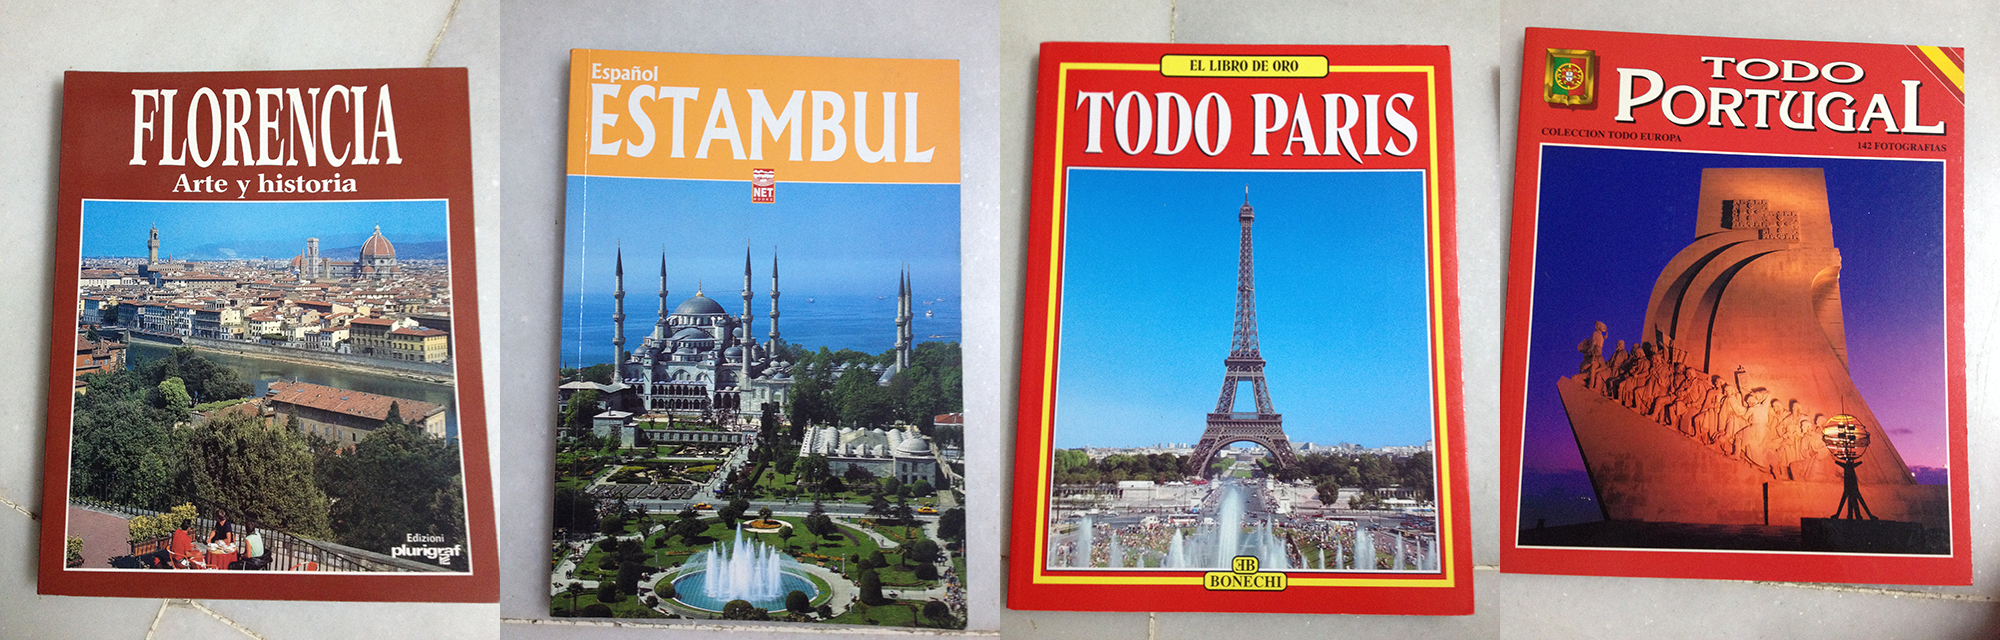 FLORENCIA
Arte y historia
Edizioni
plurigraf
Español
ESTAMBUL
NET
BOOKS
EL LIBRO DE ORO
TODO PARIS
BONECHI
TODO
PORTUGAL
COLECCION TODO EUROPA
142 FOTOGRAFIAS